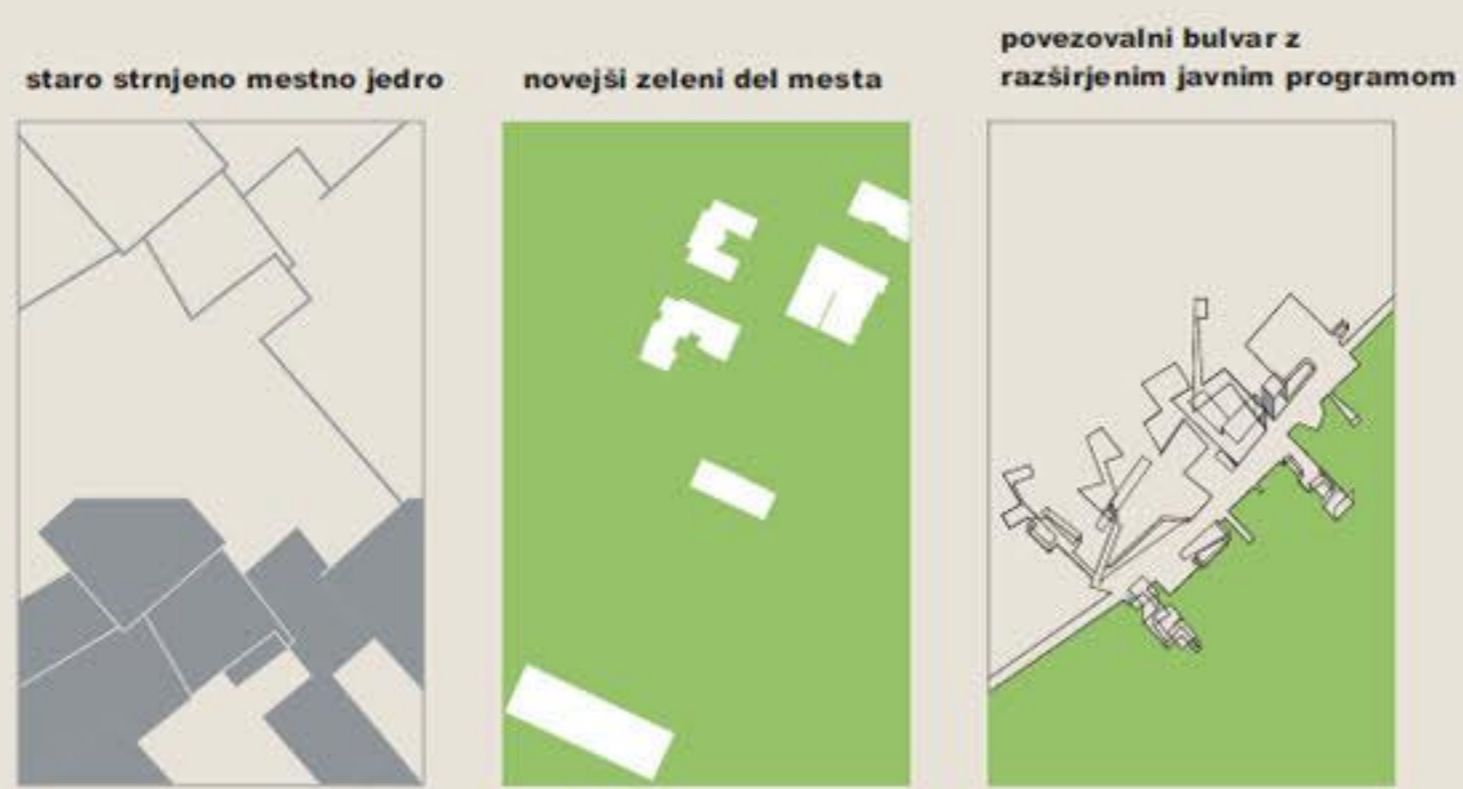 staro strnjeno mestno jedro
novejši zeleni del mesta
povezovalni bulvar z
razširjenim javnim programom